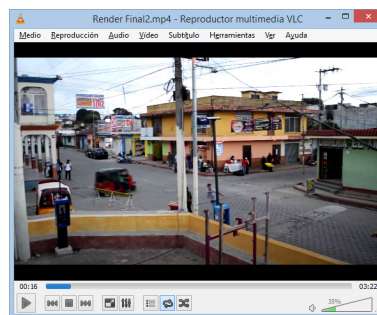 Render Final2.mp4 - Reproductor multimedia VLC
Medio Reproducción Audio Vídeo Subtítulo Herramientas Ver Ayuda
00:16 03:22
35%